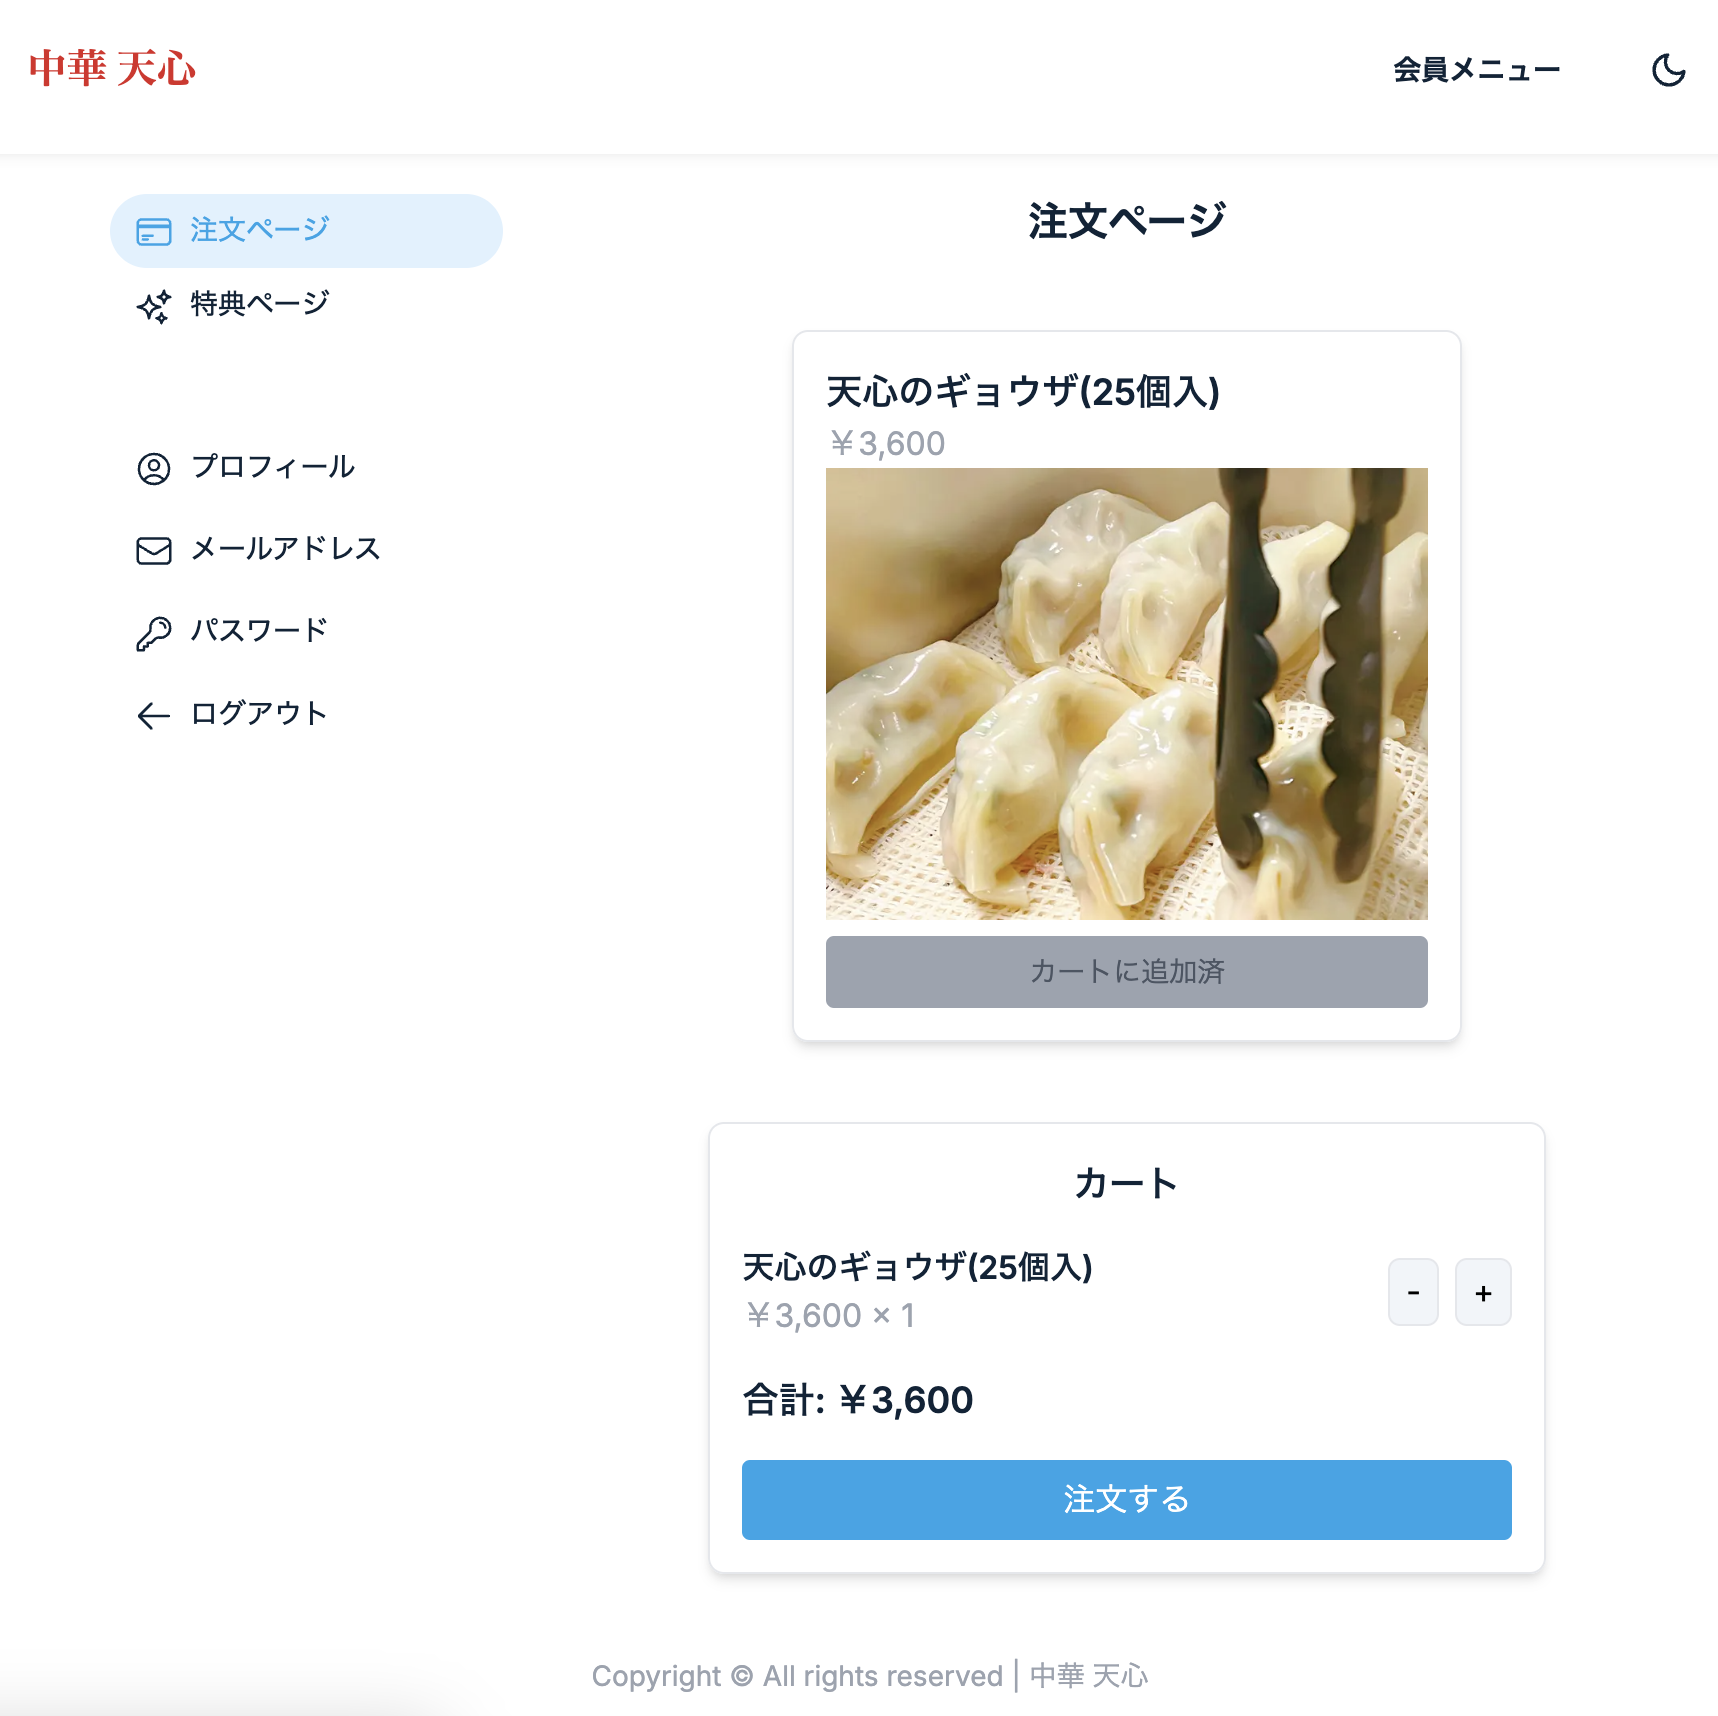 中華 天心
会員メニュー
注文ページ
特典ページ
プロフィール
メールアドレス
パスワード
ログアウト
注文ページ
天心のギョウザ(25個入)
￥3,600
カートに追加済
カート
天心のギョウザ(25個入)
￥3,600 × 1
-
+
合計: ￥3,600
注文する
Copyright © All rights reserved | 中華 天心